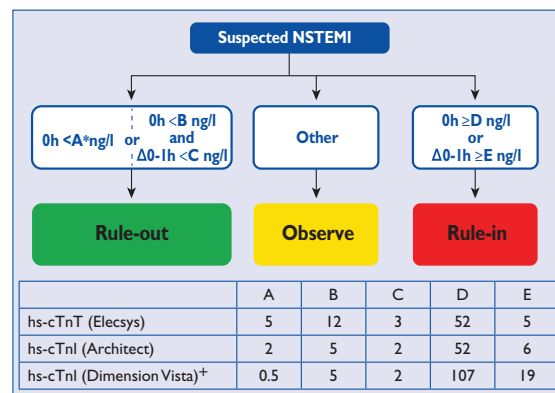 Suspected NSTEMI
0h <A*ng/l or 0h <B ng/l
and
Δ0-1h <C ng/l
Other
0h ≥D ng/l
or
Δ0-1h ≥E ng/l
Rule-out
Observe
Rule-in
A B C D E
hs-cTnT (Elecsys) 5 12 3 52 5
hs-cTnI (Architect) 2 5 2 52 6
hs-cTnI (Dimension Vista)+ 0.5 5 2 107 19